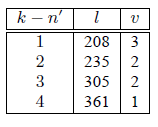 k − n′ l v
1 208 3
2 235 2
3 305 2
4 361 1